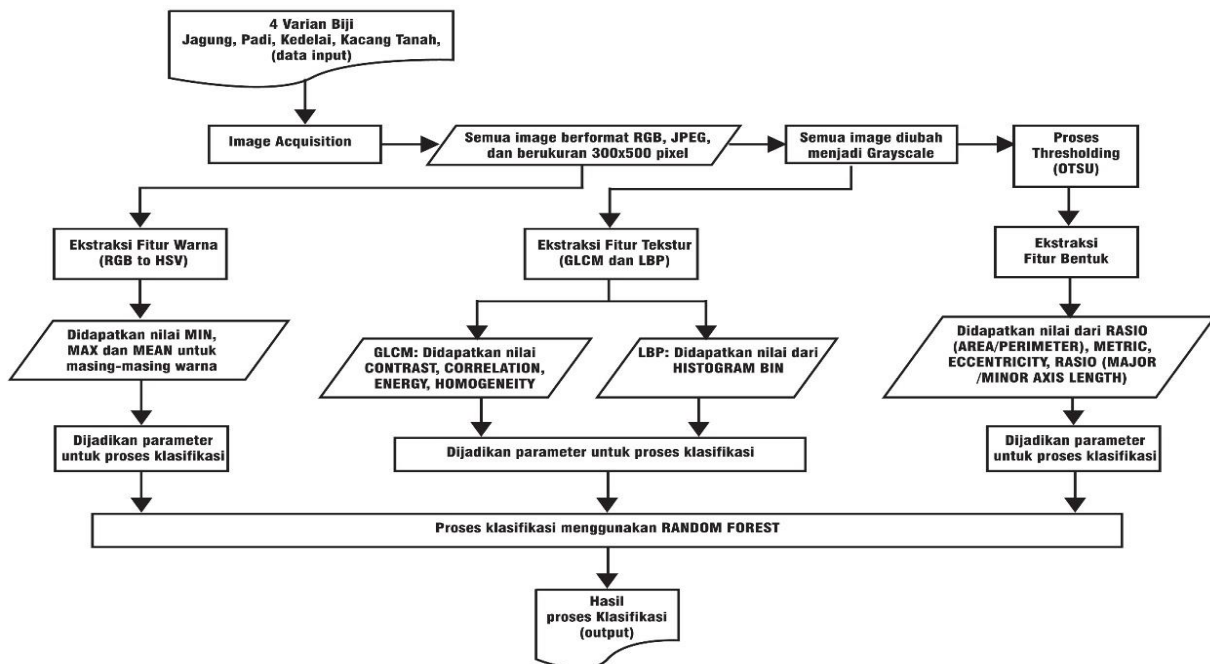 4 Varian Biji
Jagung, Padi, Kedelai, Kacang Tanah,
(data input)
Image Acquisition
Semua image berformat RGB, JPEG,
dan berukuran 300x500 pixel
Semua image diubah
menjadi Grayscale
Proses
Thresholding
(OTSU)
Ekstraksi Fitur Warna
(RGB to HSV)
Ekstraksi Fitur Tekstur
(GLCM dan LBP)
Ekstraksi
Fitur Bentuk
Didapatkan nilai MIN,
MAX dan MEAN untuk
masing-masing warna
GLCM: Didapatkan nilai
CONTRAST, CORRELATION,
ENERGY, HOMOGENEITY
LBP: Didapatkan nilai dari
HISTOGRAM BIN
Didapatkan nilai dari RASIO
(AREA/PERIMETER), METRIC,
ECCENTRICITY, RASIO (MAJOR
/MINOR AXIS LENGTH)
Dijadikan parameter
untuk proses klasifikasi
Dijadikan parameter untuk proses klasifikasi
Dijadikan parameter
untuk proses klasifikasi
Proses klasifikasi menggunakan RANDOM FOREST
Hasil
proses Klasifikasi
(output)